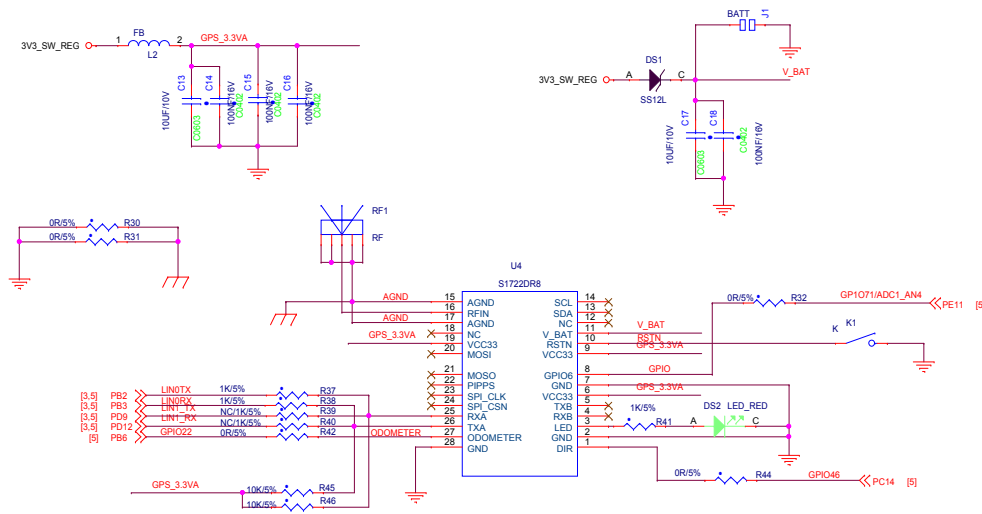 BATT
J1
FB
3V3_SW_REG 1 2 GPS_3.3VA
L2
DS1
3V3_SW_REG A C V_BAT
SS12L
C13 C14 C15 C16
10UF/10V 100NF/16V 100NF/16V 100NF/16V
C0603 C0402 C0402 C0402
C17 C18
10UF/10V 100NF/16V
C0603 C0402
0R/5% R30
0R/5% R31
RF1
RF
U4
S1722DR8
AGND 15 AGND SCL 14
16 RFIN SDA 13
AGND 17 AGND NC 12
18 NC V_BAT 11 V_BAT
GPS_3.3VA 19 VCC33 RSTN 10 RSTN
20 MOSI VCC33 9 GPS_3.3VA
21 MOSO GPIO6 8 GPIO
22 PIPPS GND 7
23 SPI_CLK VCC33 6 GPS_3.3VA
24 SPI_CSN TXB 5
25 RXA RXB 4
26 TXA LED 3
ODOMETER 27 ODOMETER GND 2
28 GND DIR 1
0R/5% R32 GP1O71/ADC1_AN4
PE11 [5
K K1
[3,5] PB2 LIN0TX 1K/5% R37
[3,5] PB3 LIN0RX 1K/5% R38
[3,5] PD9 LIN1_TX NC/1K/5% R39
[3,5] PD12 LIN1_RX NC/1K/5% R40
[5] PB6 GPIO22 0R/5% R42
1K/5% R41 A DS2 LED_RED C
0R/5% R44 GPIO46 PC14 [5]
GPS_3.3VA 10K/5% R45
10K/5% R46